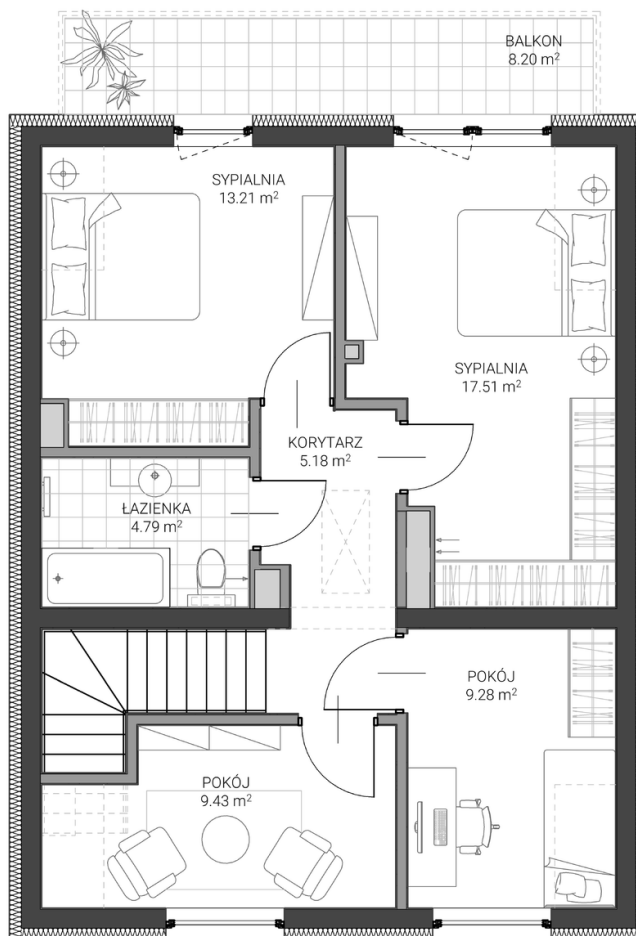 BALKON
8.20 m²
SYPIALNIA
13.21 m²
SYPIALNIA
17.51 m²
KORYTARZ
5.18 m²
ŁAZIENKA
4.79 m²
POKÓJ
9.28 m²
POKÓJ
9.43 m²